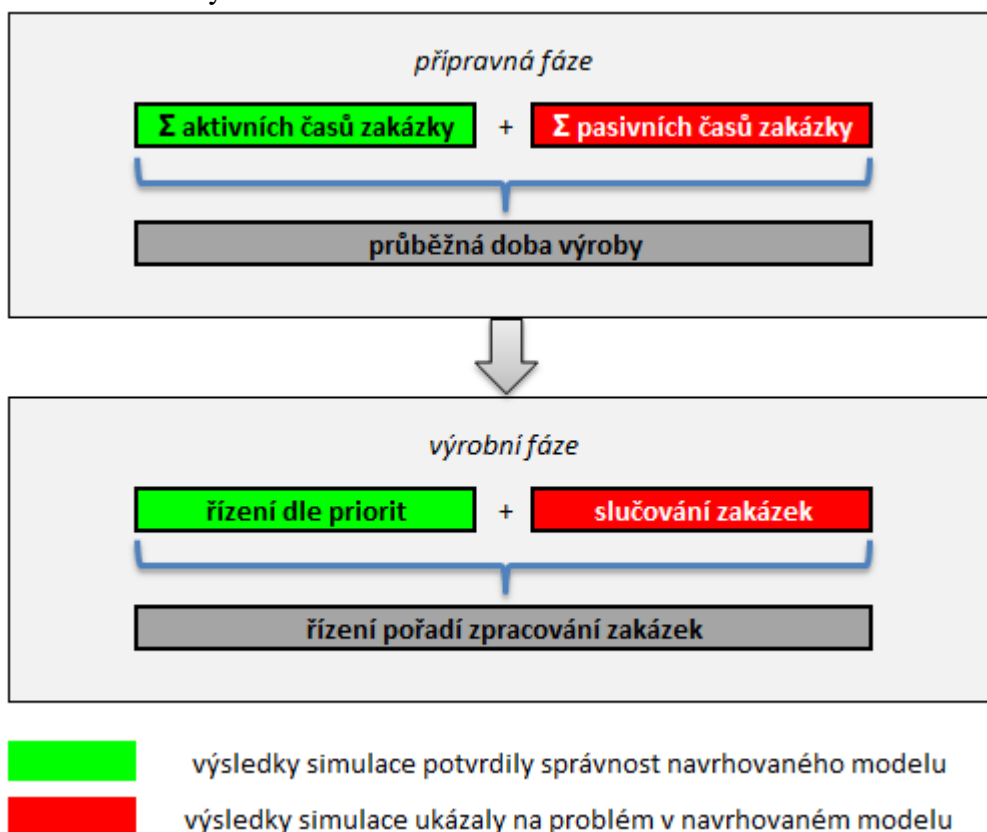 přípravná fáze
Σ aktivních časů zakázky + Σ pasivních časů zakázky
průběžná doba výroby
výrobní fáze
řízení dle priorit + slučování zakázek
řízení pořadí zpracování zakázek
výsledky simulace potvrdily správnost navrhovaného modelu
výsledky simulace ukázaly na problém v navrhovaném modelu